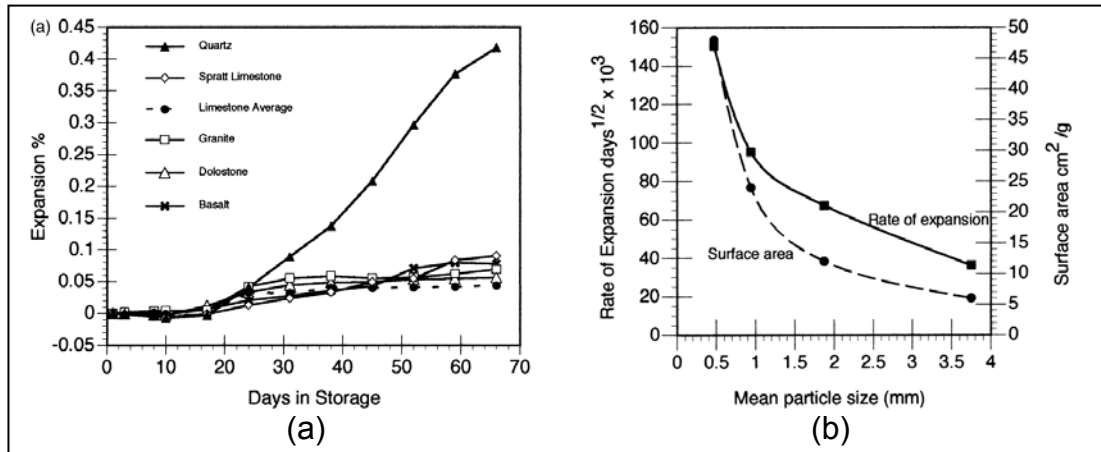 (a)
0.45
0.4
0.35
0.3
0.25
0.2
0.15
0.1
0.05
0
-0.05
Expansion %
Quartz
Spratt Limestone
Limestone Average
Granite
Dolostone
Basalt
0 10 20 30 40 50 60 70
Days in Storage
(a)
160
140
120
100
80
60
40
20
0
Rate of Expansion days^1/2 x 10^3
Rate of expansion
Surface area
50
45
40
35
30
25
20
15
10
5
0
Surface area cm^2 /g
0 0.5 1 1.5 2 2.5 3 3.5 4
Mean particle size (mm)
(b)